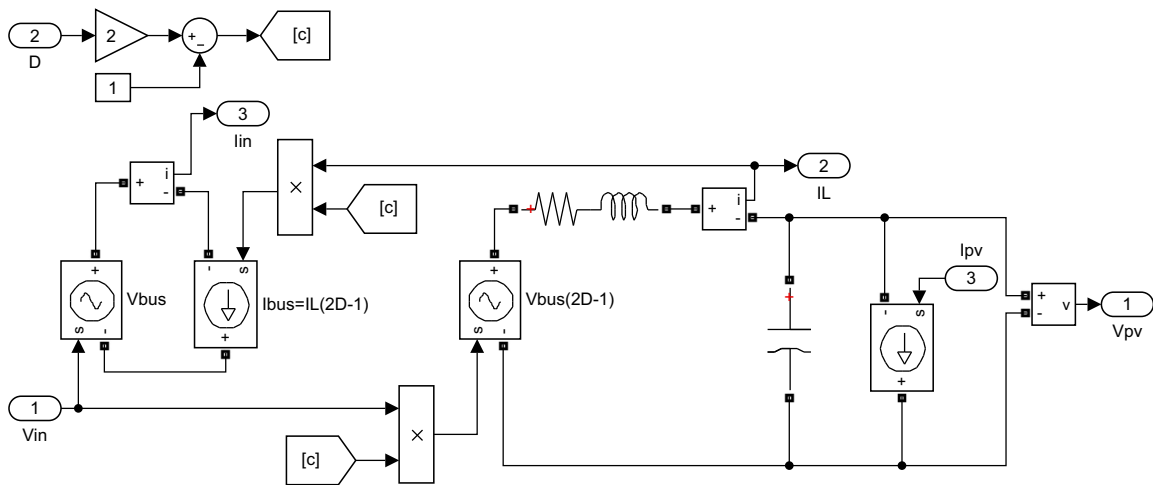 2
D
2
1
+
−
[c]
3
Iin
+
i
-
×
[c]
2
IL
+
i
-
+
Vbus
s
-
-
s
Ibus=IL(2D-1)
+
+
Vbus(2D-1)
s
-
+
+
Ipv
3
-
s
+
+
-
v
1
Vpv
1
Vin
×
[c]